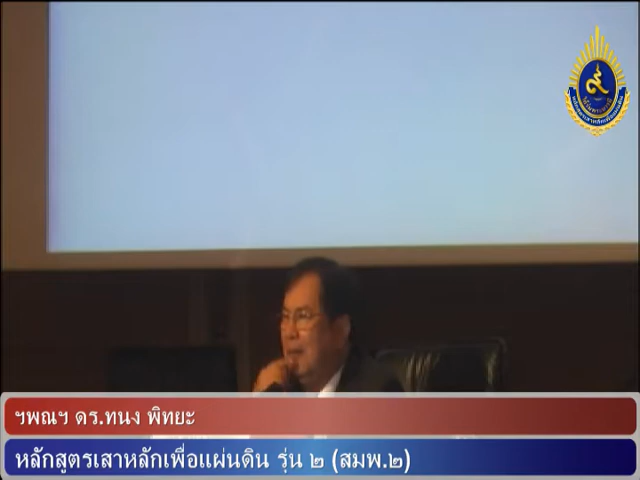 ฯพณฯ ดร.ทนง พิทยะ
หลักสูตรเสาหลักเพื่อแผ่นดิน รุ่น ๒ (สมพ.๒)